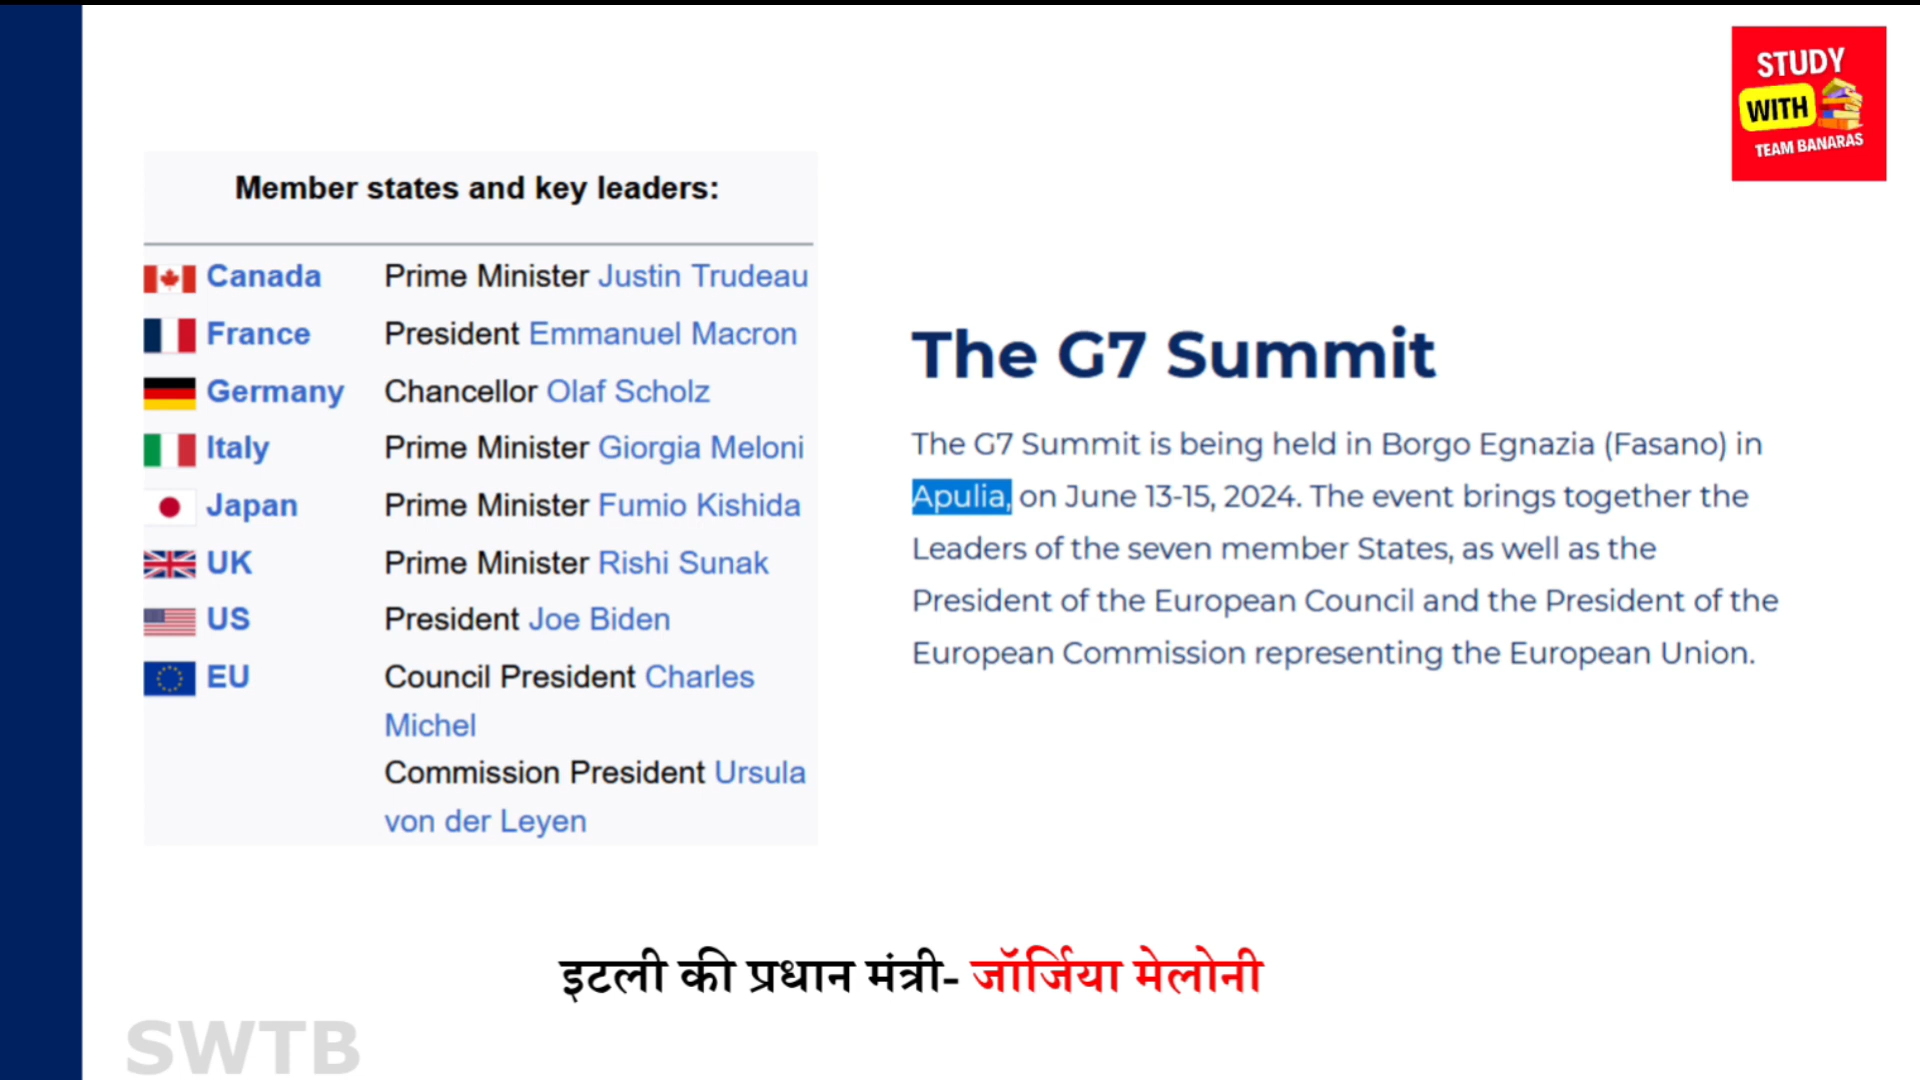 STUDY
WITH
TEAM BANARAS
Member states and key leaders:
Canada Prime Minister Justin Trudeau
France President Emmanuel Macron
Germany Chancellor Olaf Scholz
Italy Prime Minister Giorgia Meloni
Japan Prime Minister Fumio Kishida
UK Prime Minister Rishi Sunak
US President Joe Biden
EU Council President Charles
Michel
Commission President Ursula
von der Leyen
The G7 Summit
The G7 Summit is being held in Borgo Egnazia (Fasano) in
Apulia, on June 13-15, 2024. The event brings together the
Leaders of the seven member States, as well as the
President of the European Council and the President of the
European Commission representing the European Union.
इटली की प्रधान मंत्री- जॉर्जिया मेलोनी
SWTB